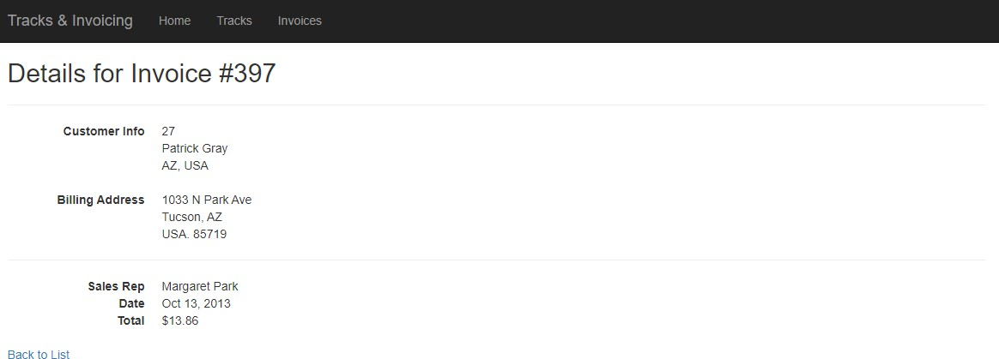 Tracks & Invoicing Home Tracks Invoices
Details for Invoice #397
Customer Info 27
Patrick Gray
AZ, USA
Billing Address 1033 N Park Ave
Tucson, AZ
USA. 85719
Sales Rep Margaret Park
Date Oct 13, 2013
Total $13.86
Back to List